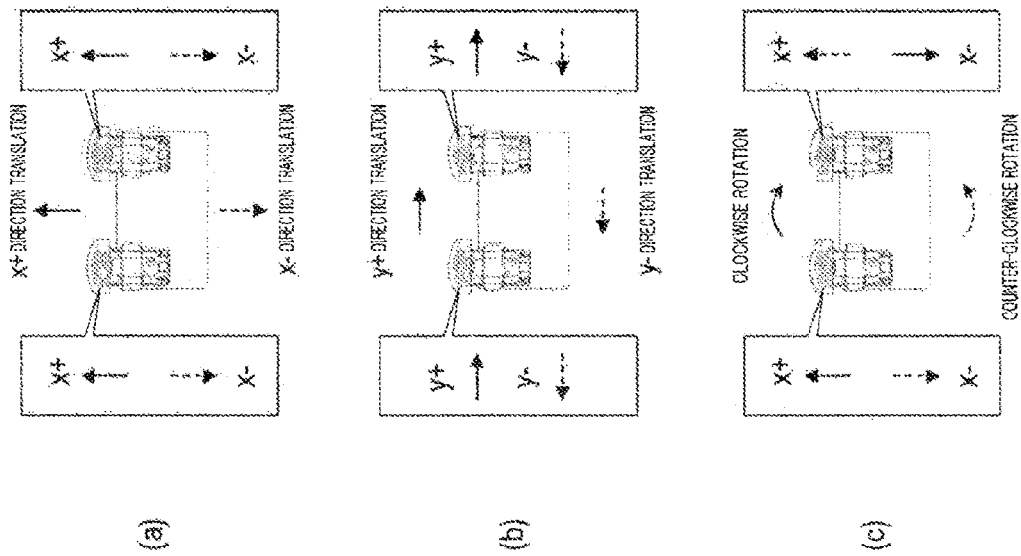 (a)
x+
x-
x+ DIRECTION TRANSLATION
x- DIRECTION TRANSLATION
x+
x-
(b)
y+
y-
y+ DIRECTION TRANSLATION
y- DIRECTION TRANSLATION
y+
y-
(c)
x+
x-
CLOCKWISE ROTATION
COUNTER-CLOCKWISE ROTATION
x+
x-